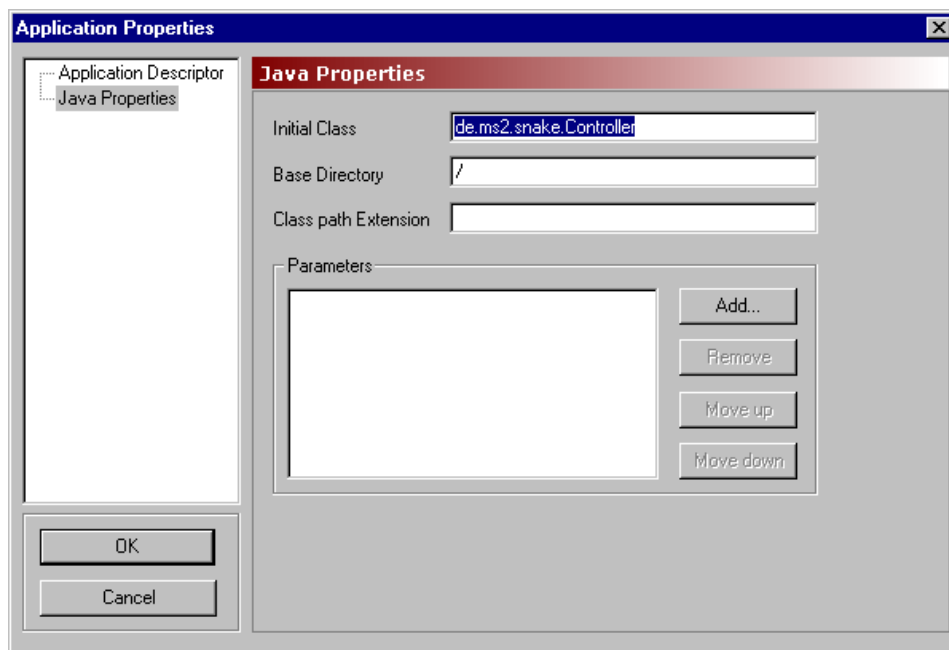 Application Properties
Application Descriptor
Java Properties
Java Properties
Initial Class
de.ms2.snake.Controller
Base Directory
/
Class path Extension
Parameters
Add...
Remove
Move up
Move down
OK
Cancel